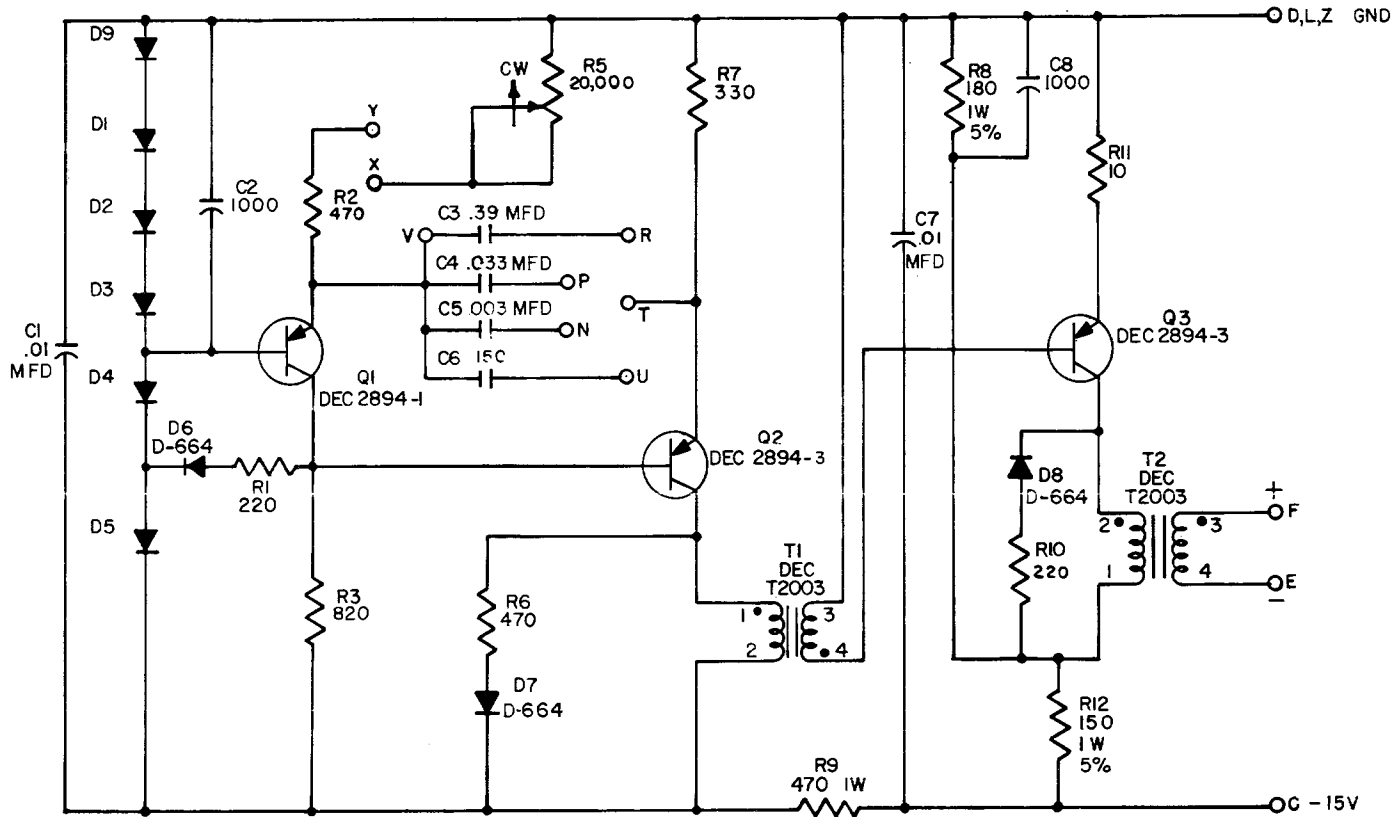 D9
D1
D2
D3
D4
D5
C1
.01
MFD
C2
1000
D6
D-664
R1
220
R2
470
Y
X
CW
R5
20,000
V
C3 .39 MFD
R
C4 .033 MFD
P
C5 .003 MFD
N
C6 150
U
T
Q1
DEC 2894-1
R3
820
R7
330
Q2
DEC 2894-3
R6
470
D7
D-664
T1
DEC
T2003
1
2
3
4
R9
470 1W
C7
.01
MFD
R8
180
1W
5%
C8
1000
R11
10
Q3
DEC 2894-3
D8
D-664
R10
220
T2
DEC
T2003
2
1
3
4
+
F
E
−
R12
150
1W
5%
D,L,Z GND
C -15V